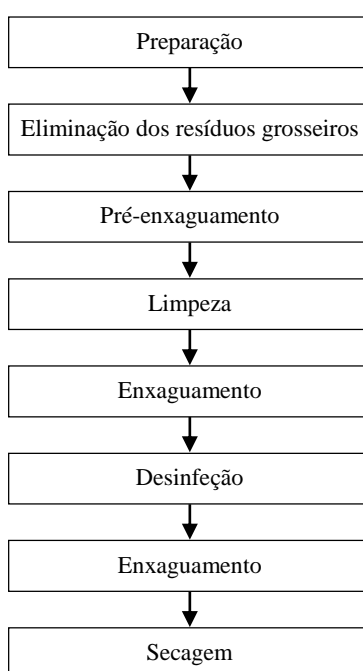 Preparação
Eliminação dos resíduos grosseiros
Pré-enxaguamento
Limpeza
Enxaguamento
Desinfeção
Enxaguamento
Secagem